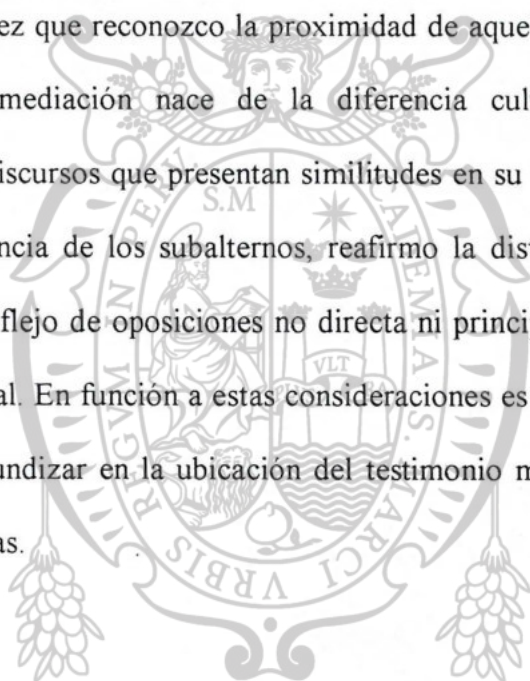 ez que reconozco la proximidad de aque
mediación nace de la diferencia cul
iscursos que presentan similitudes en su
S.M
ncia de los subalternos, reafirmo la dis
flejo de oposiciones no directa ni princi
VLT
al. En función a estas consideraciones es
undizar en la ubicación del testimonio m
as.